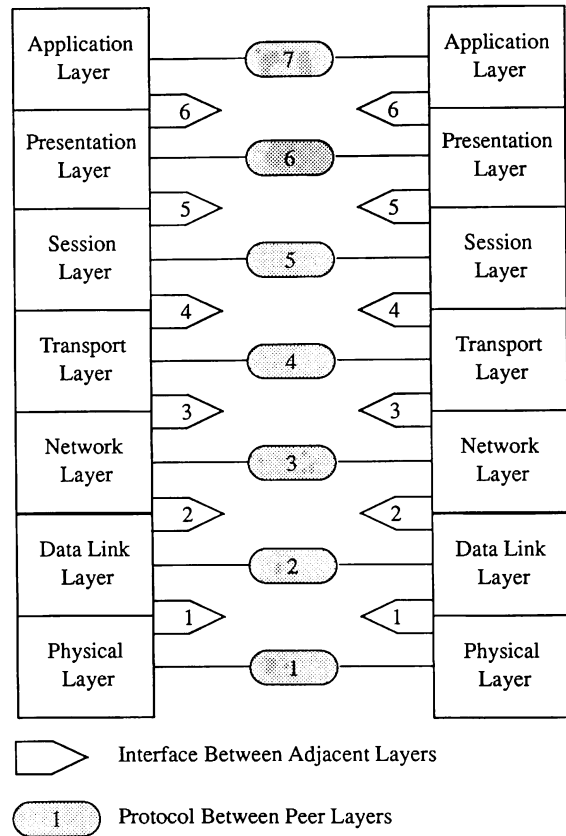 Application
Layer
7
Application
Layer
6
6
Presentation
Layer
6
Presentation
Layer
5
5
Session
Layer
5
Session
Layer
4
4
Transport
Layer
4
Transport
Layer
3
3
Network
Layer
3
Network
Layer
2
2
Data Link
Layer
2
Data Link
Layer
1
1
Physical
Layer
1
Physical
Layer
Interface Between Adjacent Layers
1
Protocol Between Peer Layers